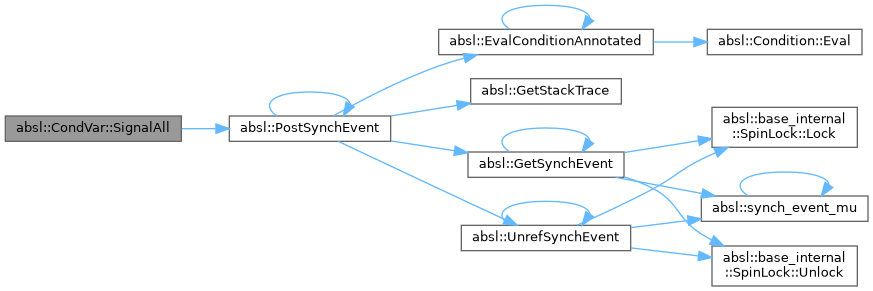 absl::CondVar::SignalAll
absl::PostSynchEvent
absl::EvalConditionAnnotated
absl::Condition::Eval
absl::GetStackTrace
absl::GetSynchEvent
absl::UnrefSynchEvent
absl::base_internal
::SpinLock::Lock
absl::synch_event_mu
absl::base_internal
::SpinLock::Unlock